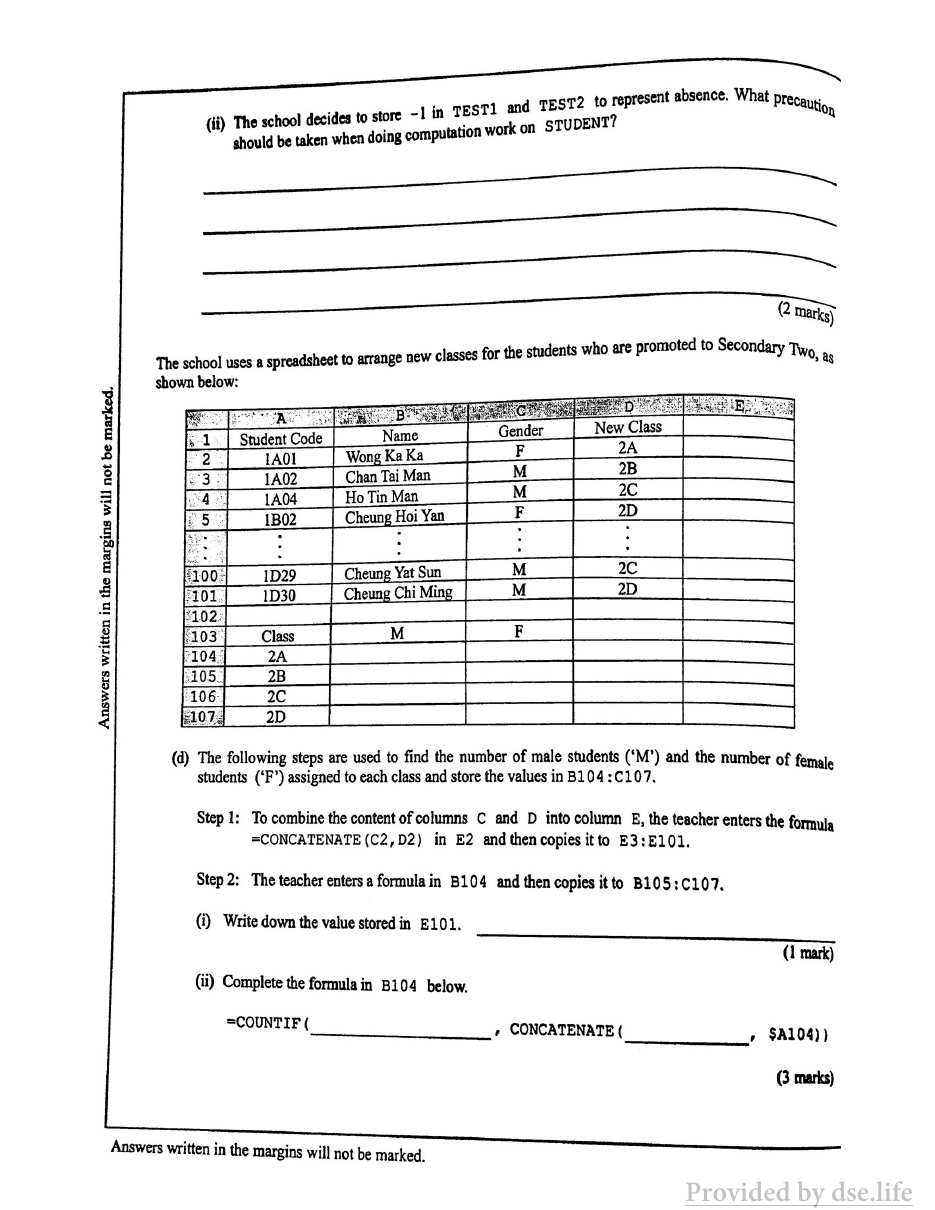 (ii) The school decides to store -1 in TEST1 and TEST2 to represent absence. What precaution
should be taken when doing computation work on STUDENT?
(2 marks)
The school uses a spreadsheet to arrange new classes for the students who are promoted to Secondary Two, as
shown below:
A B C D E
1 Student Code Name Gender New Class
2 1A01 Wong Ka Ka F 2A
3 1A02 Chan Tai Man M 2B
4 1A04 Ho Tin Man M 2C
5 1B02 Cheung Hoi Yan F 2D
100 1D29 Cheung Yat Sun M 2C
101 1D30 Cheung Chi Ming M 2D
102
103 Class M F
104 2A
105 2B
106 2C
107 2D
(d) The following steps are used to find the number of male students (‘M’) and the number of female
students (‘F’) assigned to each class and store the values in B104:C107.
Step 1: To combine the content of columns C and D into column E, the teacher enters the formula
=CONCATENATE(C2,D2) in E2 and then copies it to E3:E101.
Step 2: The teacher enters a formula in B104 and then copies it to B105:C107.
(i) Write down the value stored in E101.
(1 mark)
(ii) Complete the formula in B104 below.
=COUNTIF( , CONCATENATE( , $A104))
(3 marks)
Answers written in the margins will not be marked.
Answers written in the margins will not be marked.
Provided by dse.life